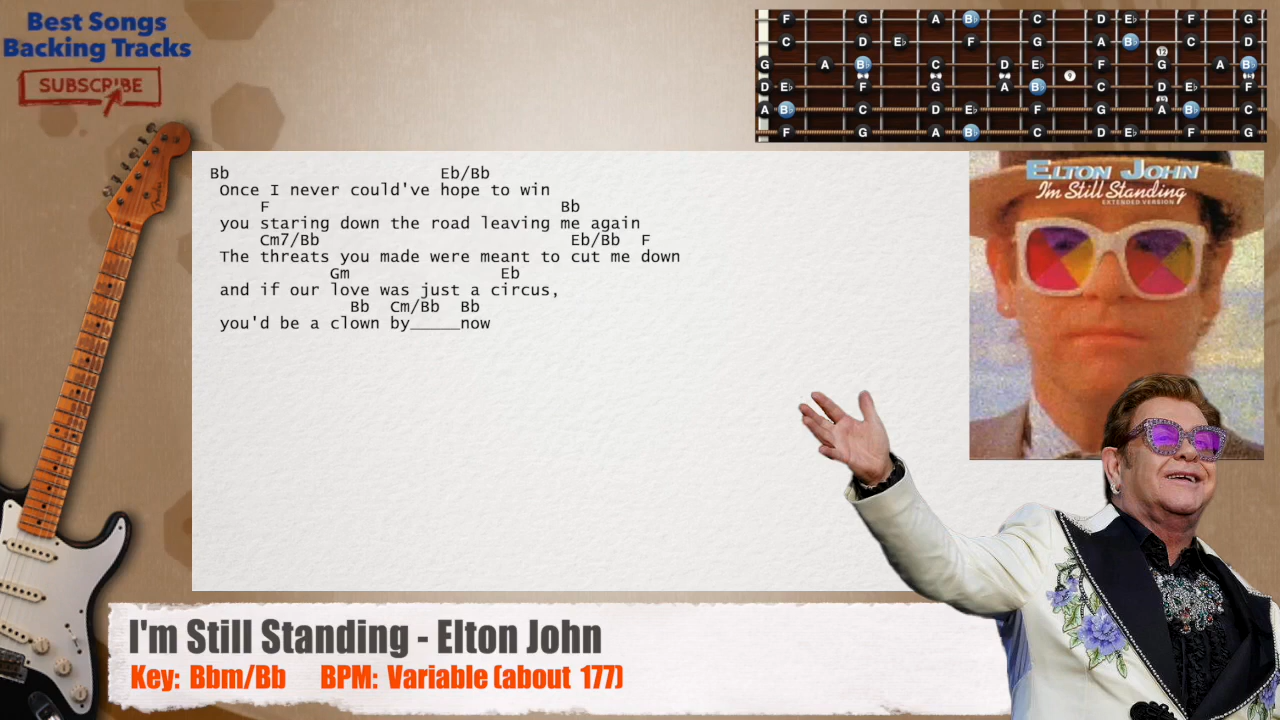 Best Songs
Backing Tracks
SUBSCRIBE
F G A B♭ C D E♭ F G
C D E♭ F G A B♭ C D
G A B♭ C D E♭ F G A B♭
D E♭ F G A B♭ C D E♭ F
A B♭ C D E♭ F G A B♭ C
F G A B♭ C D E♭ F G
9
12
ELTON JOHN
I'm Still Standing
EXTENDED VERSION
Bb Eb/Bb
Once I never could've hope to win
F Bb
you staring down the road leaving me again
Cm7/Bb Eb/Bb F
The threats you made were meant to cut me down
Gm Eb
and if our love was just a circus,
Bb Cm/Bb Bb
you'd be a clown by_____now
I'm Still Standing - Elton John
Key: Bbm/Bb BPM: Variable (about 177)